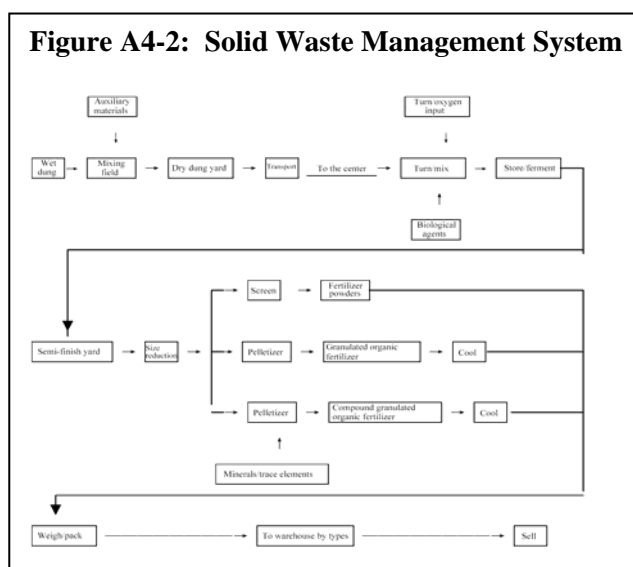 Figure A4-2:  Solid Waste Management System
Auxiliary
materials
Turn/oxygen
input
Wet
dung
Mixing
field
Dry dung yard
Transport
To the center
Turn/mix
Store/ferment
Biological
agents
Screen
Fertilizer
powders
Semi-finish yard
Size
reduction
Pelletizer
Granulated organic
fertilizer
Cool
Pelletizer
Compound granulated
organic fertilizer
Cool
Minerals/trace elements
Weigh/pack
To warehouse by types
Sell